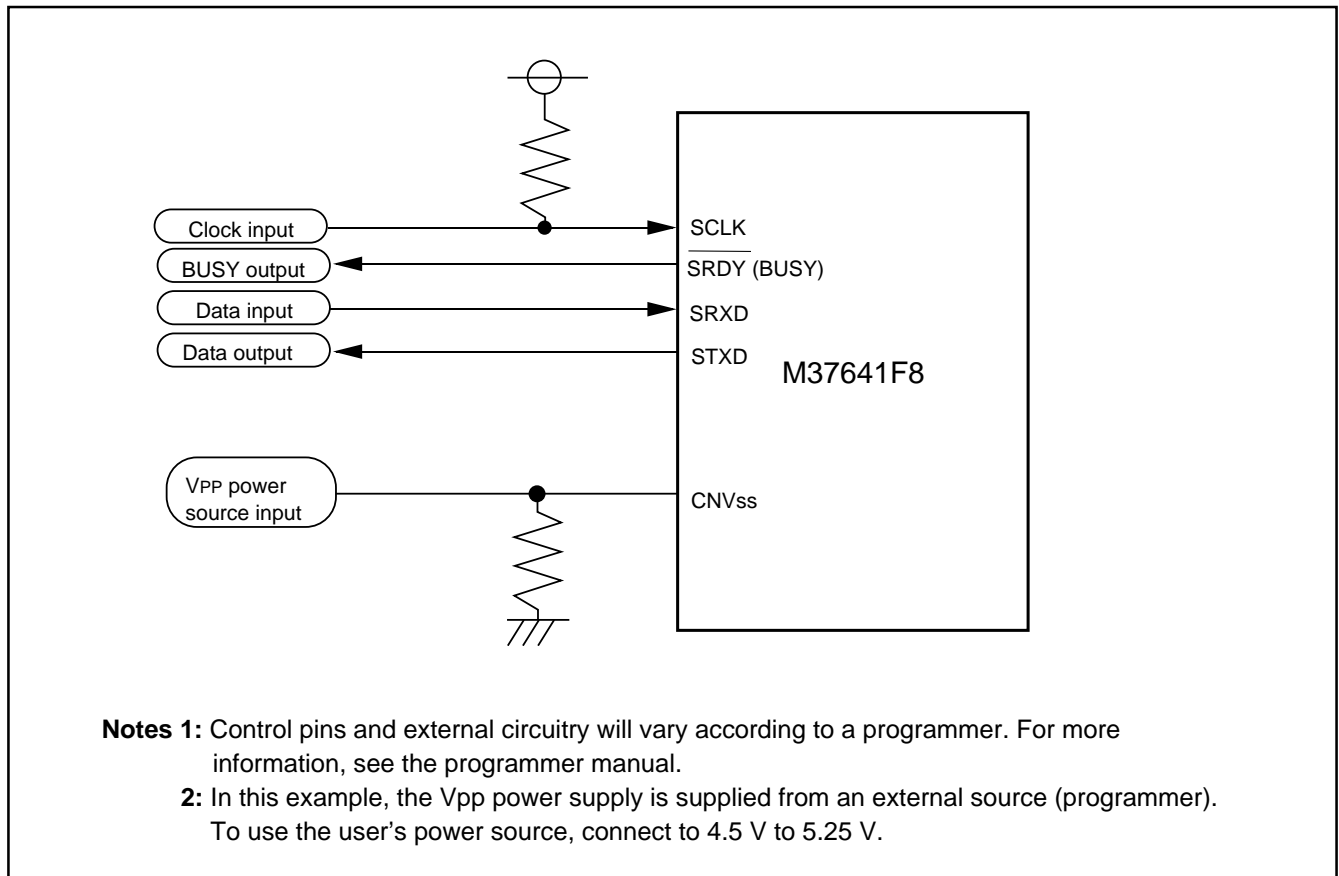 Clock input
BUSY output
Data input
Data output
VPP power
source input
SCLK
SRDY (BUSY)
SRXD
STXD
CNVss
M37641F8
Notes 1: Control pins and external circuitry will vary according to a programmer. For more
information, see the programmer manual.
2: In this example, the Vpp power supply is supplied from an external source (programmer).
To use the user's power source, connect to 4.5 V to 5.25 V.